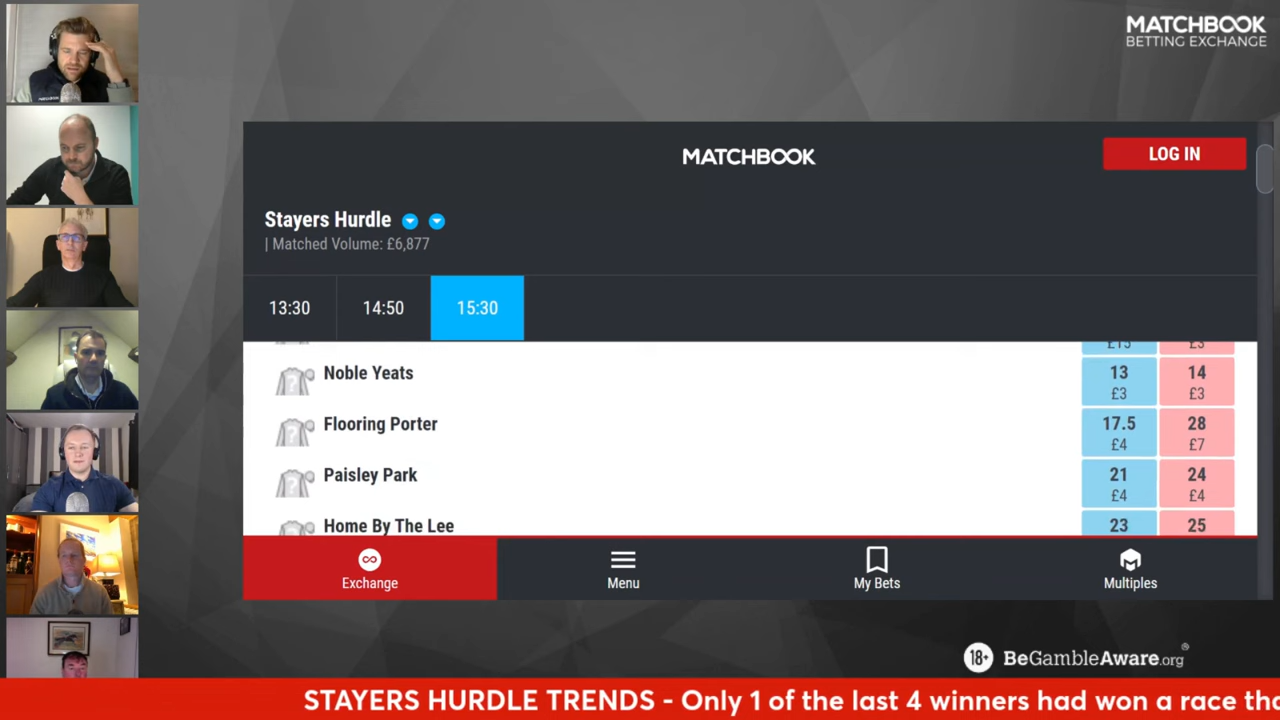 MATCHBOOK
BETTING EXCHANGE
MATCHBOOK
LOG IN
Stayers Hurdle
| Matched Volume: £6,877
13:30 14:50 15:30
£15 £3
Noble Yeats 13 14
£3 £3
Flooring Porter 17.5 28
£4 £7
Paisley Park 21 24
£4 £4
Home By The Lee 23 25
Exchange Menu My Bets Multiples
18+ BeGambleAware.org
STAYERS HURDLE TRENDS - Only 1 of the last 4 winners had won a race tha